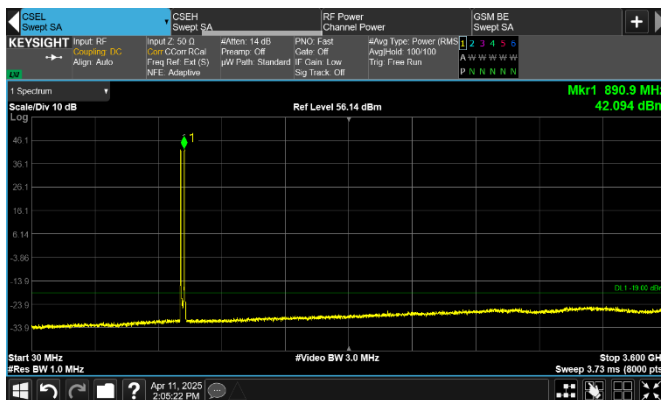 CSEL
Swept SA
CSEH
Swept SA
RF Power
Channel Power
GSM BE
Swept SA
+
KEYSIGHT
Input: RF
Coupling: DC
Align: Auto
Input Z: 50 Ω
Corr CCorr RCal
Freq Ref: Ext (S)
NFE: Adaptive
#Atten: 14 dB
Preamp: Off
µW Path: Standard
PNO: Fast
Gate: Off
IF Gain: Low
Sig Track: Off
#Avg Type: Power (RMS
Avg|Hold: 100/100
Trig: Free Run
1 2 3 4 5 6
A W W W W W
P N N N N N
LXI
1 Spectrum
Scale/Div 10 dB
Log
Ref Level 56.14 dBm
Mkr1 890.9 MHz
42.094 dBm
1
46.1
36.1
26.1
16.1
6.14
-3.86
-13.9
-23.9
-33.9
DL1 -19.00 dBm
Start 30 MHz
#Res BW 1.0 MHz
#Video BW 3.0 MHz
Stop 3.600 GH
Sweep 3.73 ms (8000 pts
?
Apr 11, 2025
2:05:22 PM